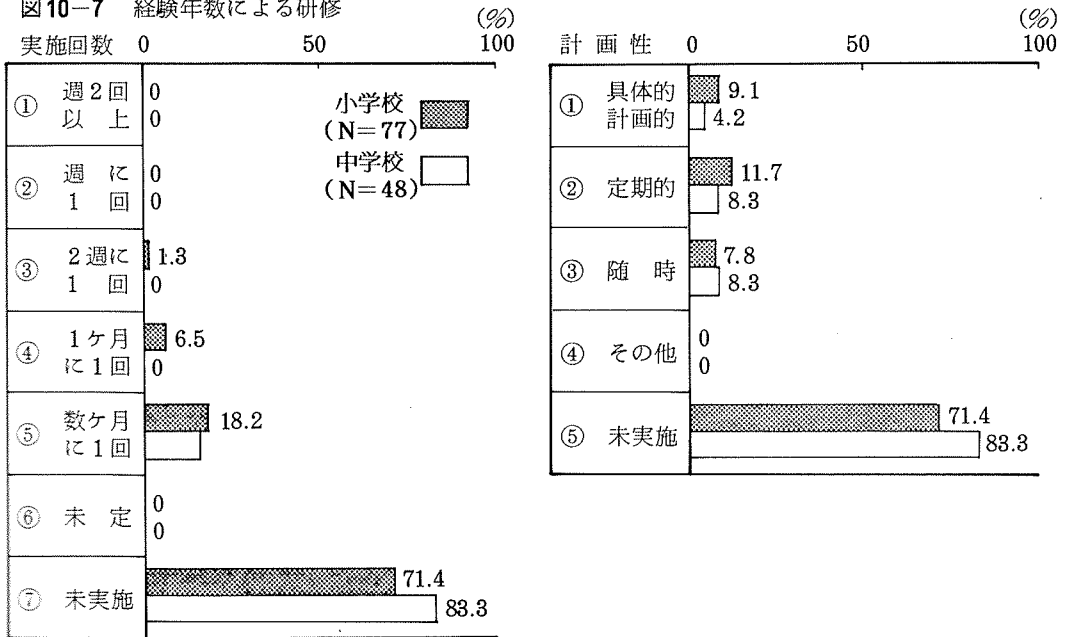 図10−7 経験年数による研修
実施回数 0 50 100
(%)
小学校
(N=77)
中学校
(N=48)
① 週2回
以上
0
0
② 週に
1回
0
0
③ 2週に
1回
1.3
0
④ 1ケ月
に1回
6.5
0
⑤ 数ケ月
に1回
18.2
⑥ 未定
0
0
⑦ 未実施
71.4
83.3
計画性 0 50 100
(%)
① 具体的
計画的
9.1
4.2
② 定期的
11.7
8.3
③ 随時
7.8
8.3
④ その他
0
0
⑤ 未実施
71.4
83.3